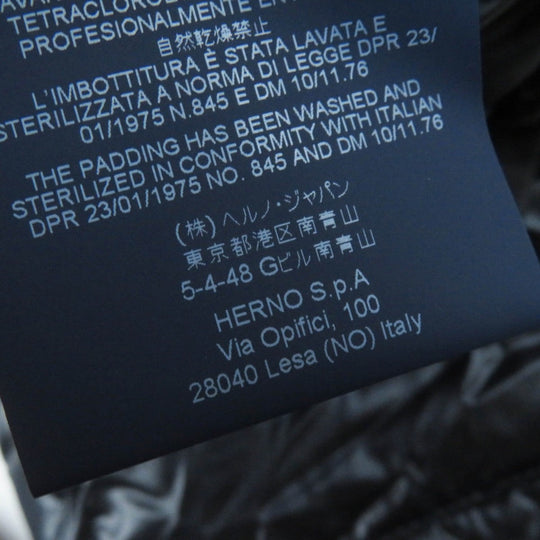 TETRACLOROE
PROFESIONALMENTE EN
自然乾燥禁止
L'IMBOTTITURA È STATA LAVATA E
STERILIZZATA A NORMA DI LEGGE DPR 23/
01/1975 N.845 E DM 10/11.76
THE PADDING HAS BEEN WASHED AND
STERILIZED IN CONFORMITY WITH ITALIAN
DPR 23/01/1975 NO. 845 AND DM 10/11.76
(株) ヘルノ・ジャパン
東京都港区南青山
5-4-48 Gビル南青山
HERNO S.p.A
Via Opifici, 100
28040 Lesa (NO) Italy